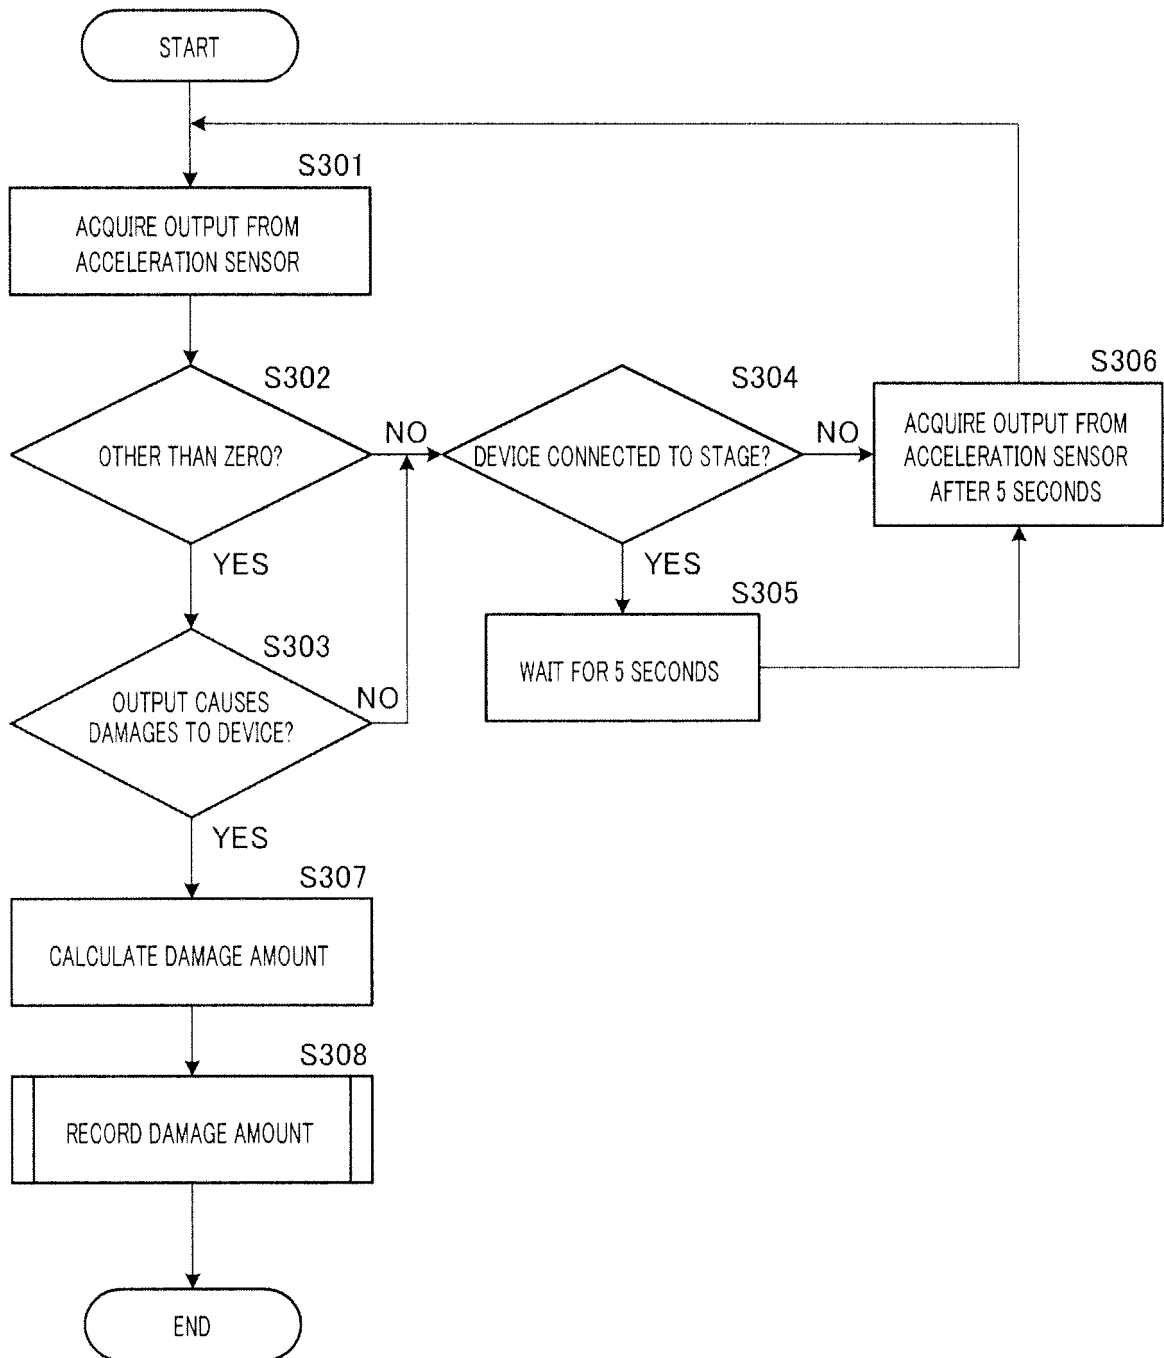 START
S301
ACQUIRE OUTPUT FROM
ACCELERATION SENSOR
S302
OTHER THAN ZERO?
NO
YES
S304
DEVICE CONNECTED TO STAGE?
NO
YES
S306
ACQUIRE OUTPUT FROM
ACCELERATION SENSOR
AFTER 5 SECONDS
S305
WAIT FOR 5 SECONDS
S303
OUTPUT CAUSES
DAMAGES TO DEVICE?
NO
YES
S307
CALCULATE DAMAGE AMOUNT
S308
RECORD DAMAGE AMOUNT
END